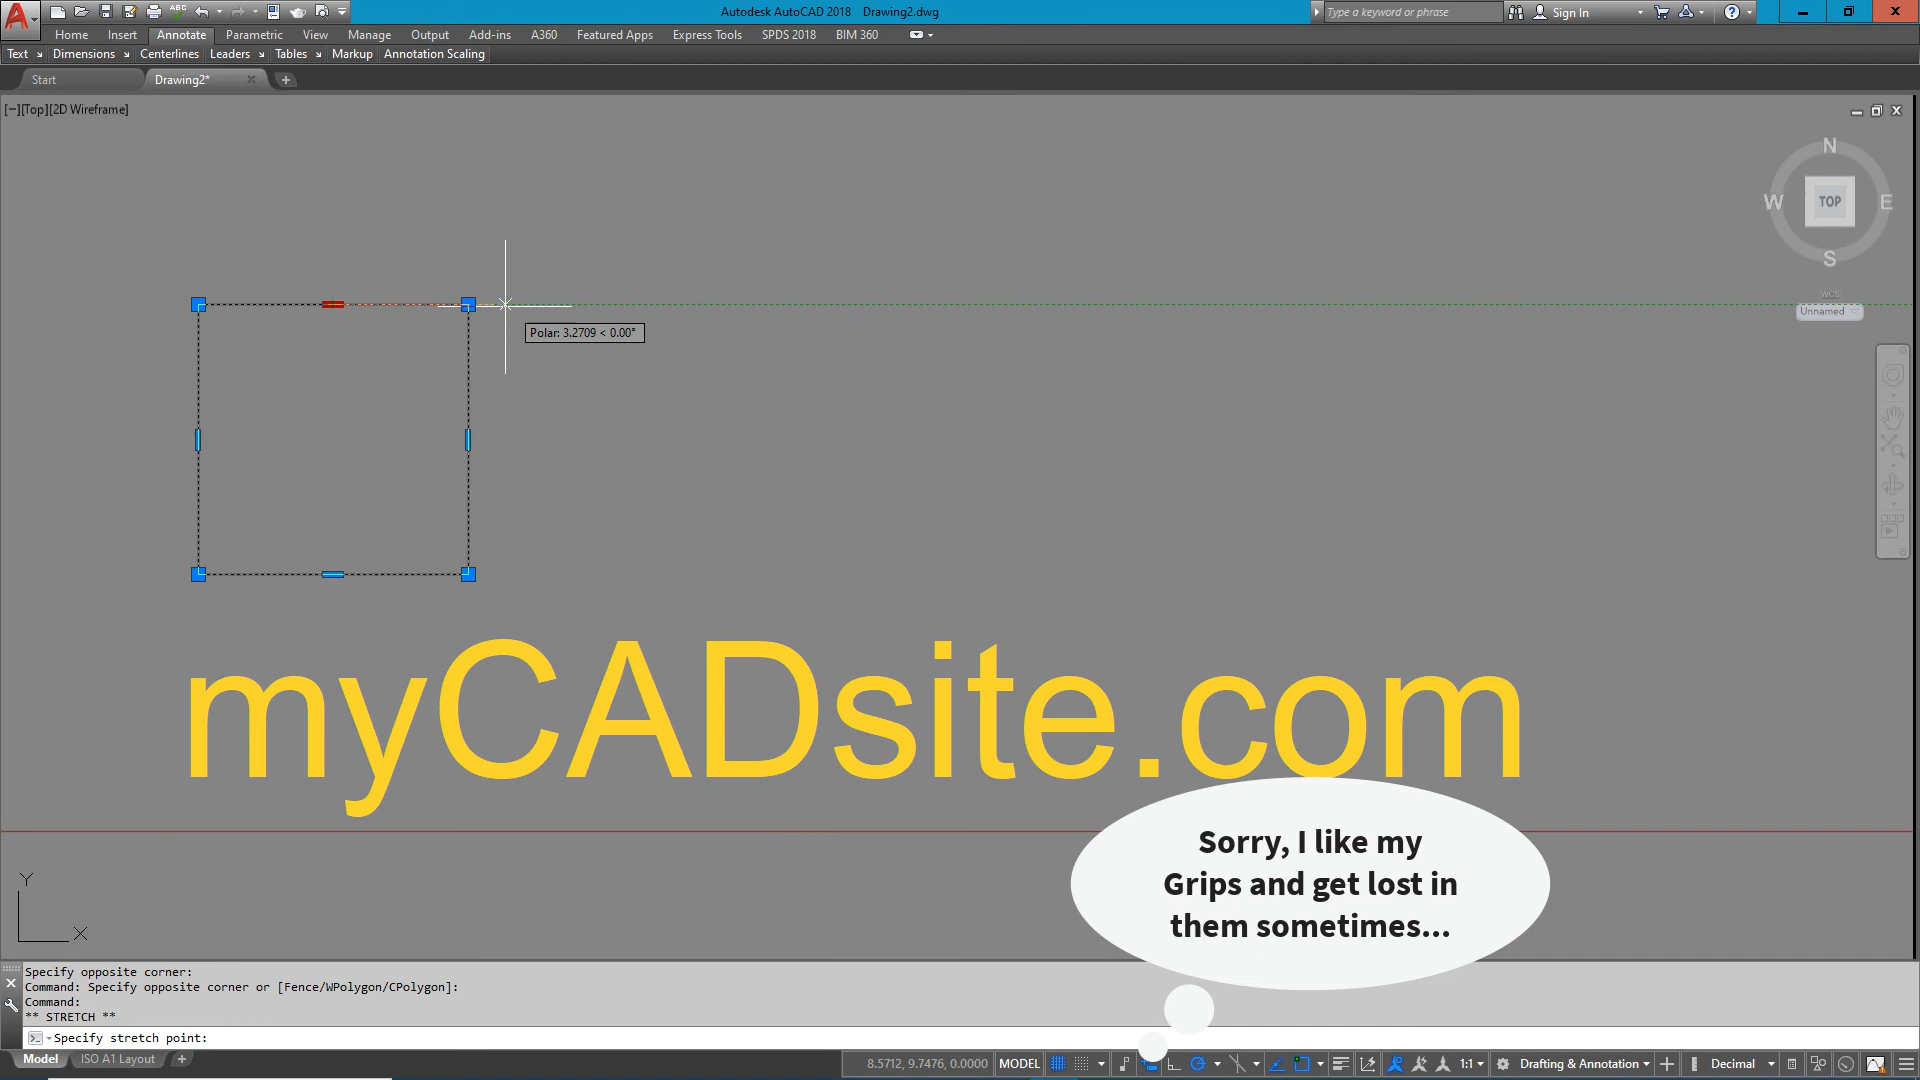 Autodesk AutoCAD 2018 Drawing2.dwg
Type a keyword or phrase
Sign In
Home Insert Annotate Parametric View Manage Output Add-ins A360 Featured Apps Express Tools SPDS 2018 BIM 360
Text Dimensions Centerlines Leaders Tables Markup Annotation Scaling
Start Drawing2*
[−][Top][2D Wireframe]
N
W TOP E
S
WCS
Unnamed
Polar: 3.2709 < 0.00°
myCADsite.com
Sorry, I like my
Grips and get lost in
them sometimes...
Y
X
Specify opposite corner:
Command: Specify opposite corner or [Fence/WPolygon/CPolygon]:
Command:
** STRETCH **
Specify stretch point:
Model ISO A1 Layout
8.5712, 9.7476, 0.0000 MODEL 1:1 Drafting & Annotation Decimal